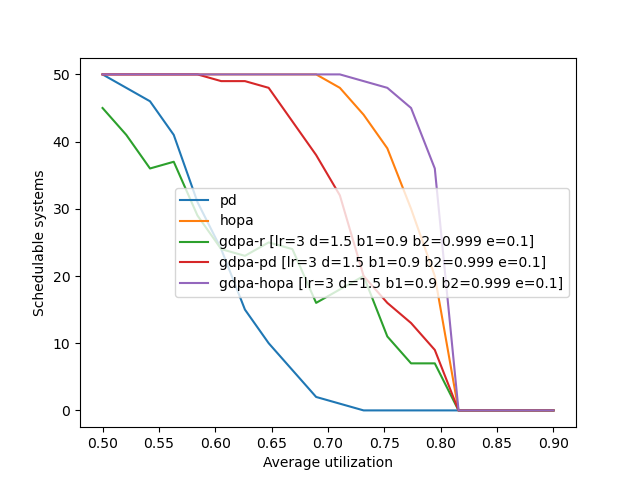 50
40
30
20
10
0
Schedulable systems
pd
hopa
gdpa-r [lr=3 d=1.5 b1=0.9 b2=0.999 e=0.1]
gdpa-pd [lr=3 d=1.5 b1=0.9 b2=0.999 e=0.1]
gdpa-hopa [lr=3 d=1.5 b1=0.9 b2=0.999 e=0.1]
0.50 0.55 0.60 0.65 0.70 0.75 0.80 0.85 0.90
Average utilization